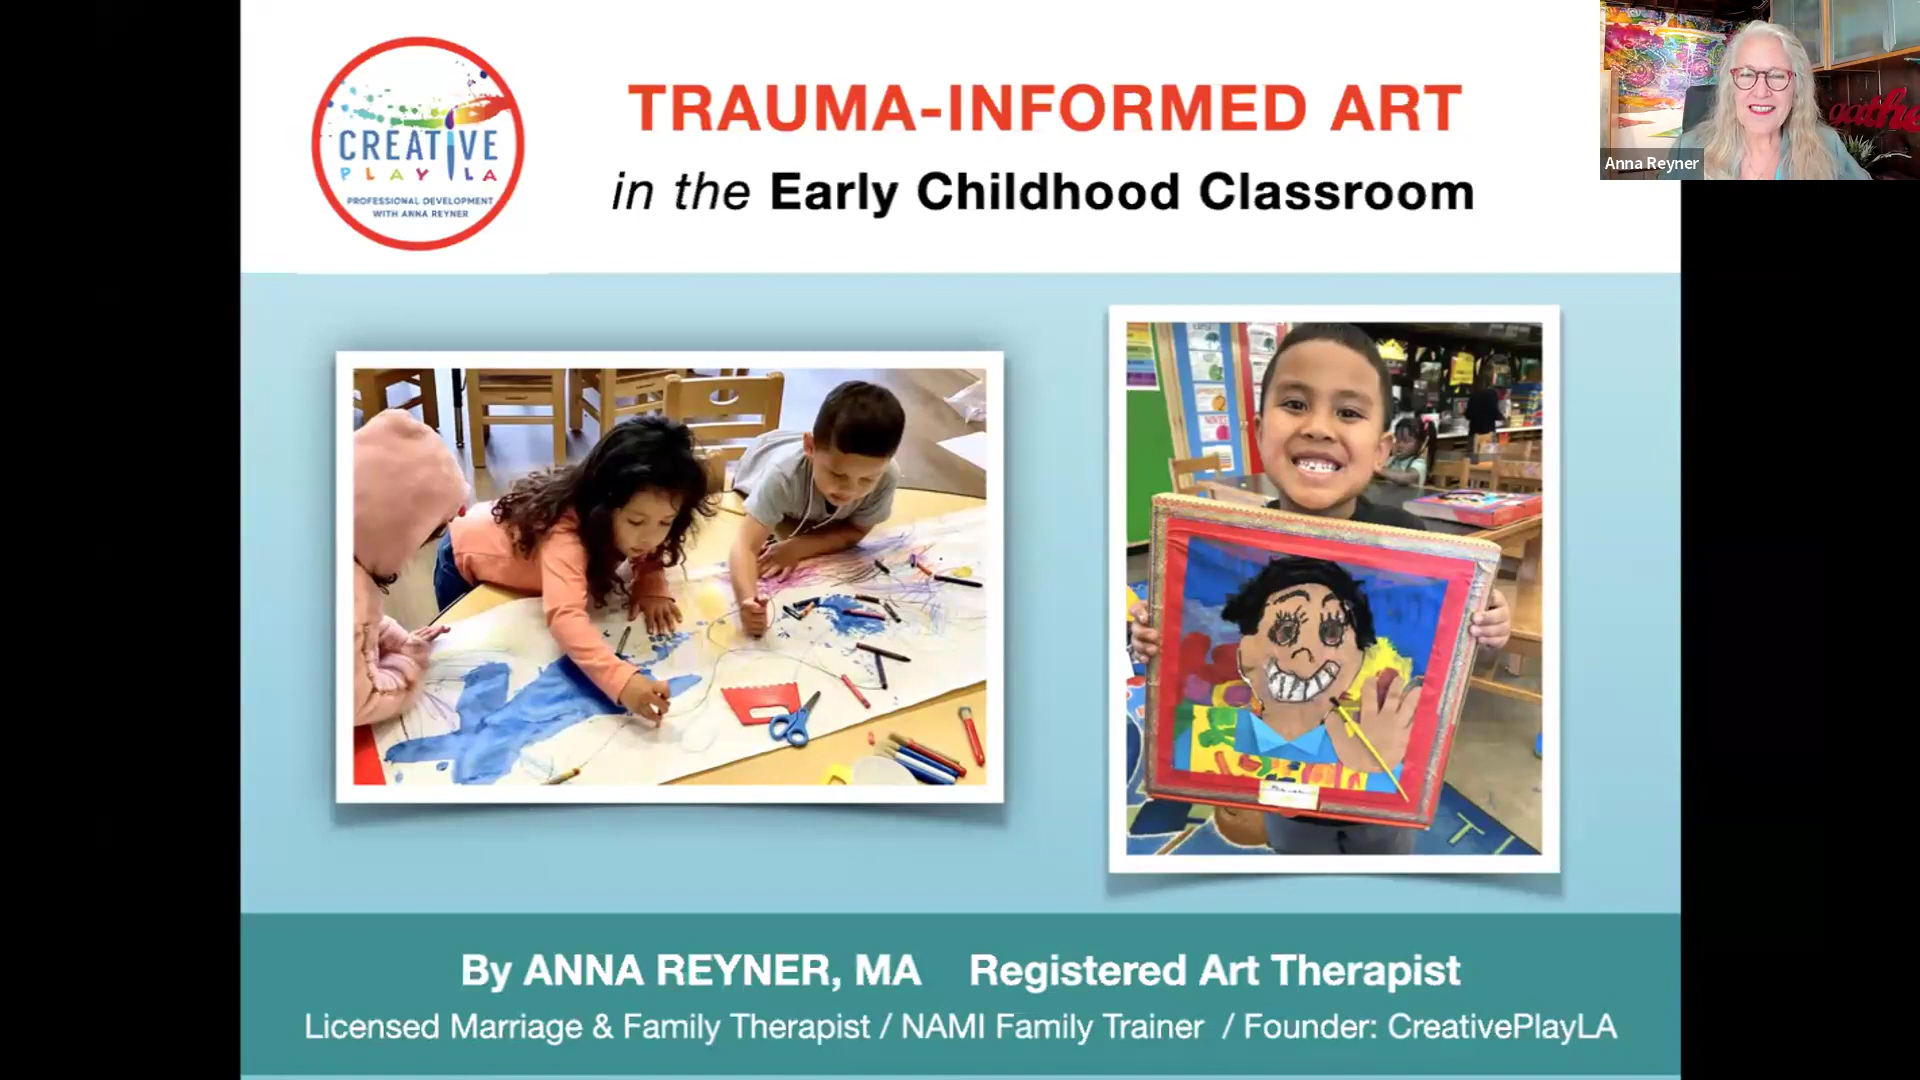 CREATIVE
PLAY LA
PROFESSIONAL DEVELOPMENT
WITH ANNA REYNER
TRAUMA-INFORMED ART
in the Early Childhood Classroom
Anna Reyner
gathe
By ANNA REYNER, MA Registered Art Therapist
Licensed Marriage & Family Therapist / NAMI Family Trainer / Founder: CreativePlayLA